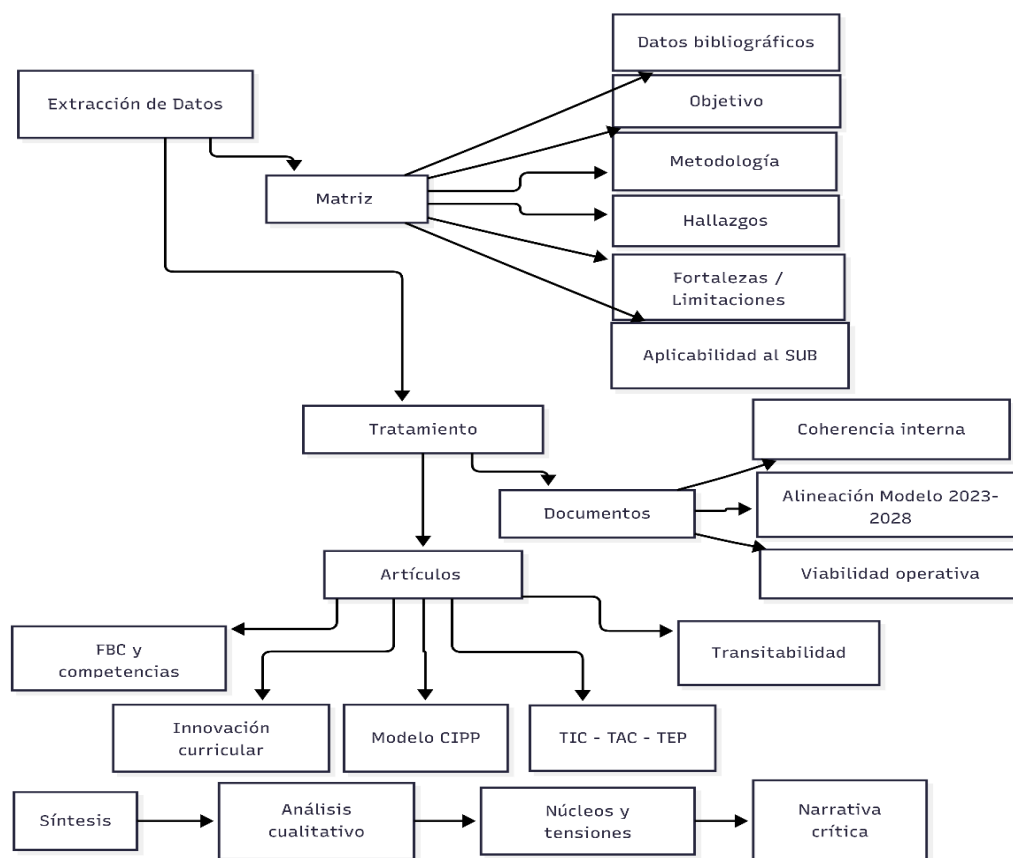 Datos bibliográficos
Extracción de Datos
Objetivo
Metodología
Matriz
Hallazgos
Fortalezas /
Limitaciones
Aplicabilidad al SUB
Tratamiento
Coherencia interna
Documentos
Alineación Modelo 2023-
2028
Artículos
Viabilidad operativa
FBC y
competencias
Transitabilidad
Innovación
curricular
Modelo CIPP
TIC - TAC - TEP
Síntesis
Análisis
cualitativo
Núcleos y
tensiones
Narrativa
crítica